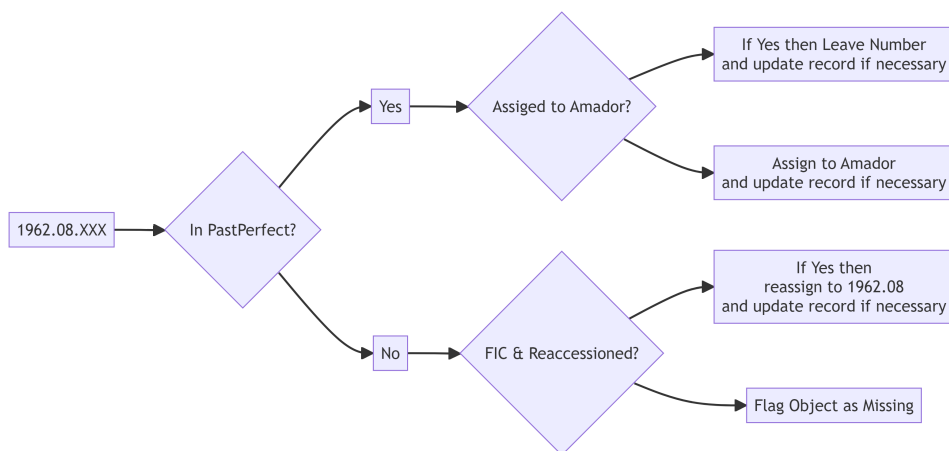 1962.08.XXX
In PastPerfect?
Yes
Assiged to Amador?
If Yes then Leave Number
and update record if necessary
Assign to Amador
and update record if necessary
No
FIC & Reaccessioned?
If Yes then
reassign to 1962.08
and update record if necessary
Flag Object as Missing